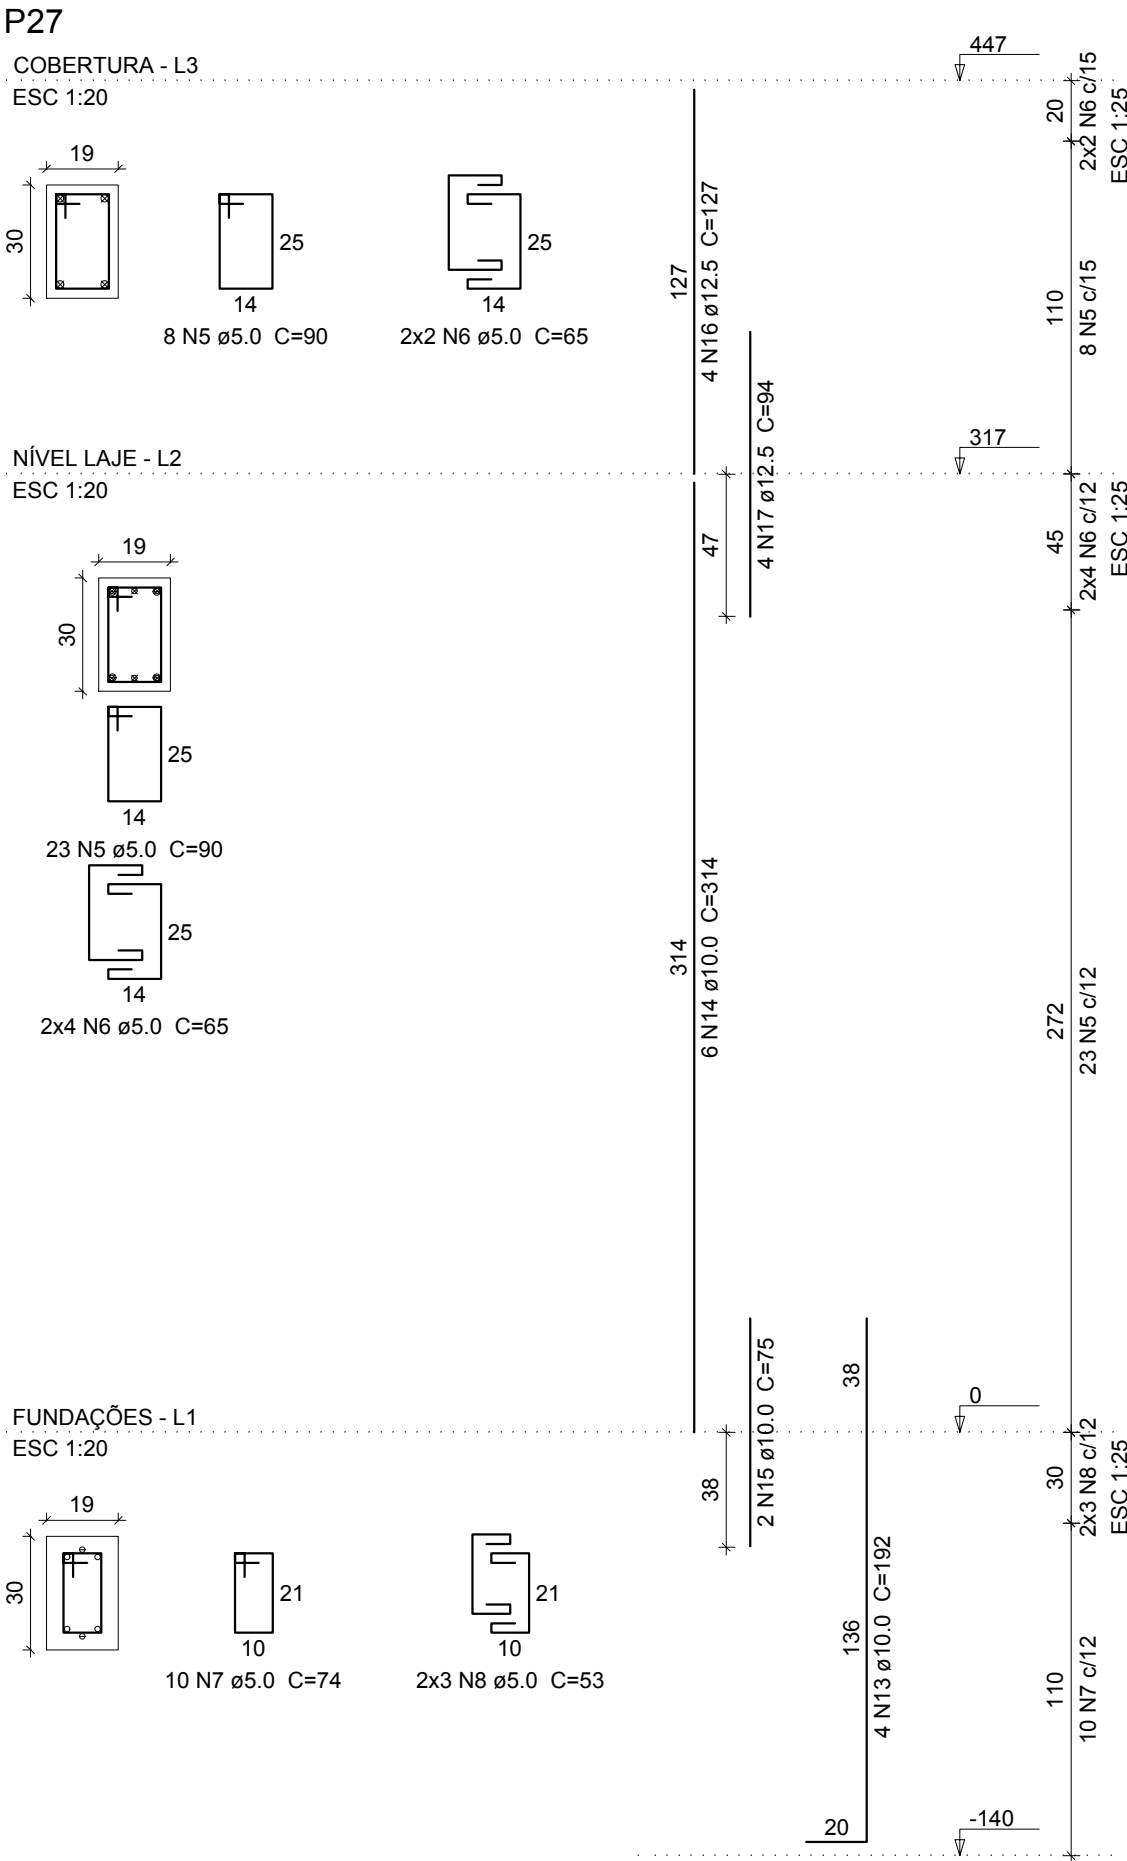 P27
COBERTURA - L3
ESC 1:20
447
19
30
25
14
8 N5 ø5.0 C=90
25
14
2x2 N6 ø5.0 C=65
127
4 N16 ø12.5 C=127
20
2x2 N6 c/15
ESC 1:25
110
8 N5 c/15
NÍVEL LAJE - L2
ESC 1:20
317
19
30
25
14
23 N5 ø5.0 C=90
25
14
2x4 N6 ø5.0 C=65
47
4 N17 ø12.5 C=94
314
6 N14 ø10.0 C=314
45
2x4 N6 c/12
ESC 1:25
272
23 N5 c/12
FUNDAÇÕES - L1
ESC 1:20
0
19
30
21
10
10 N7 ø5.0 C=74
21
10
2x3 N8 ø5.0 C=53
38
2 N15 ø10.0 C=75
38
136
4 N13 ø10.0 C=192
20
30
2x3 N8 c/12
ESC 1:25
110
10 N7 c/12
-140